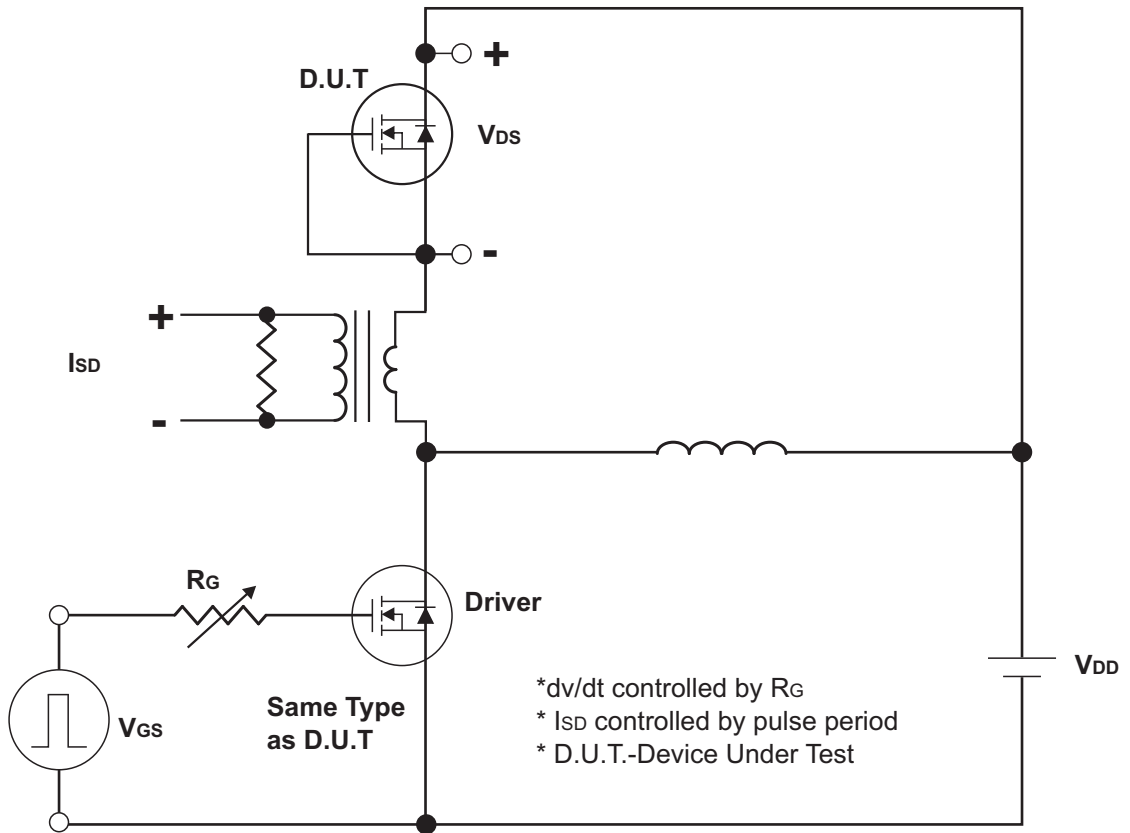 +
D.U.T
VDS
-
+
ISD
-
RG
Driver
VDD
VGS
Same Type
as D.U.T
*dv/dt controlled by RG
* ISD controlled by pulse period
* D.U.T.-Device Under Test